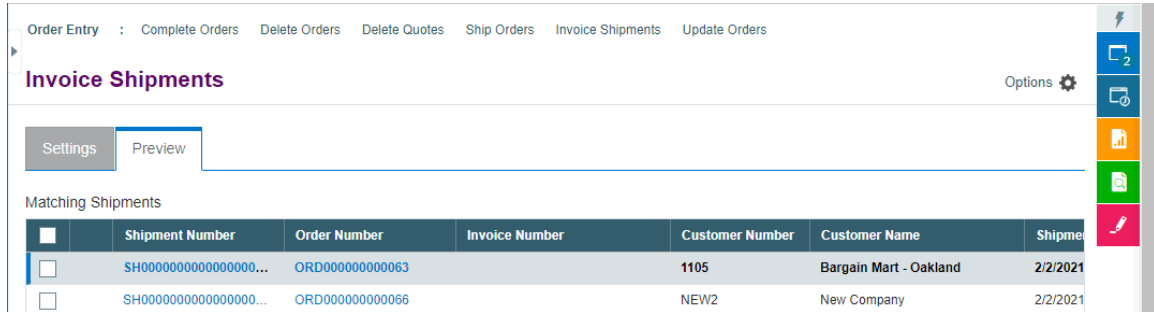 Order Entry : Complete Orders Delete Orders Delete Quotes Ship Orders Invoice Shipments Update Orders
Invoice Shipments
Options
2
Settings Preview
Matching Shipments
Shipment Number Order Number Invoice Number Customer Number Customer Name Shipme
SH0000000000000000... ORD000000000063 1105 Bargain Mart - Oakland 2/2/2021
SH0000000000000000... ORD000000000066 NEW2 New Company 2/2/2021